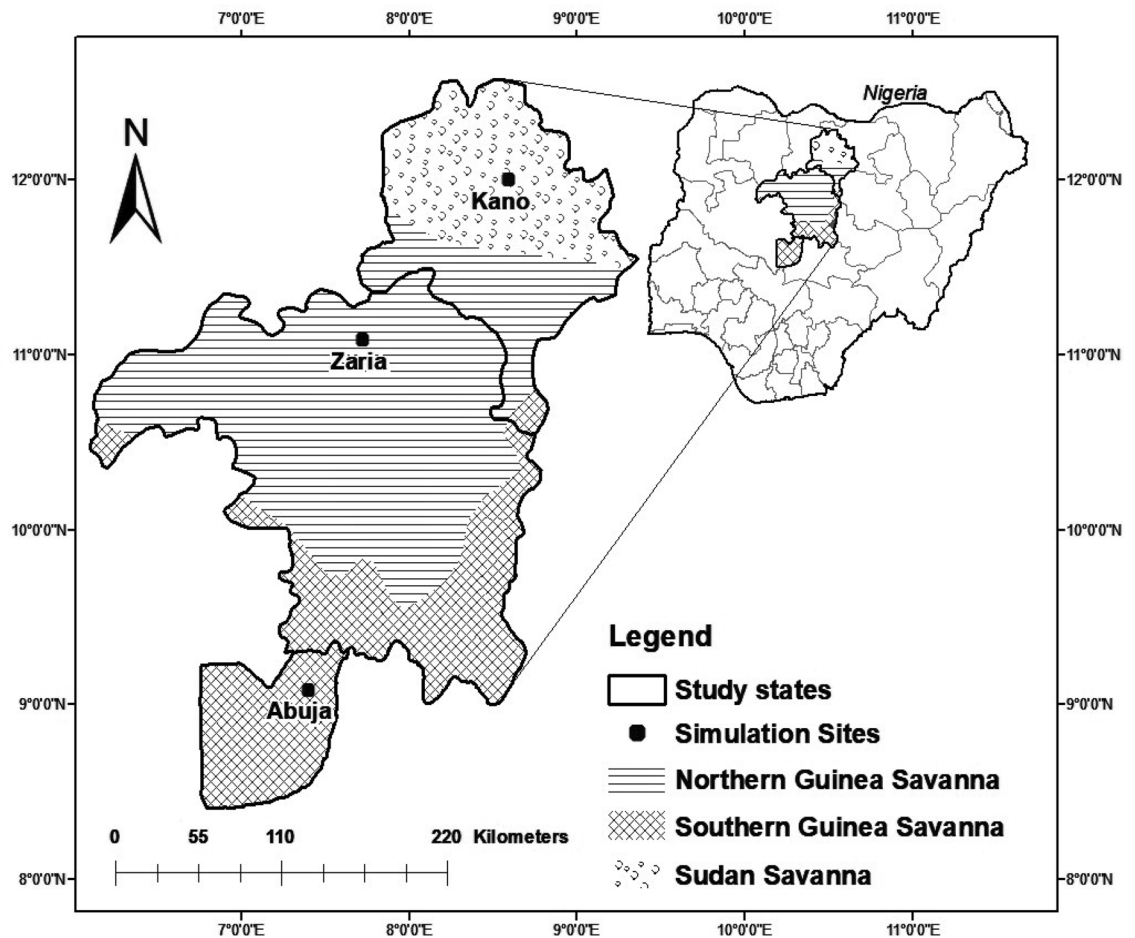 7°0'0"E 8°0'0"E 9°0'0"E 10°0'0"E 11°0'0"E
Nigeria
N
12°0'0"N 12°0'0"N
Kano
11°0'0"N 11°0'0"N
Zaria
10°0'0"N 10°0'0"N
Legend
Study states
9°0'0"N 9°0'0"N
Abuja
Simulation Sites
Northern Guinea Savanna
Southern Guinea Savanna
0 55 110 220 Kilometers
Sudan Savanna
8°0'0"N 8°0'0"N
7°0'0"E 8°0'0"E 9°0'0"E 10°0'0"E 11°0'0"E